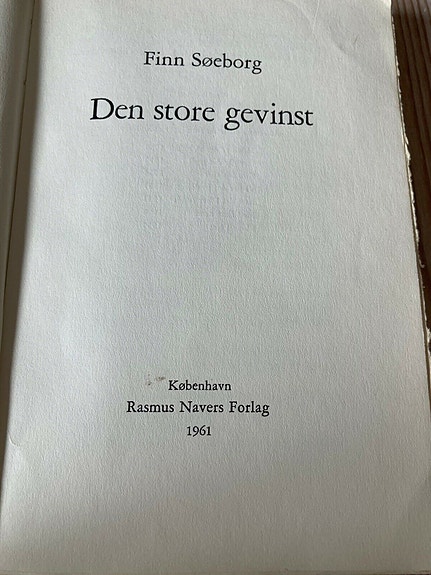 Finn Søeborg
Den store gevinst
København
Rasmus Navers Forlag
1961